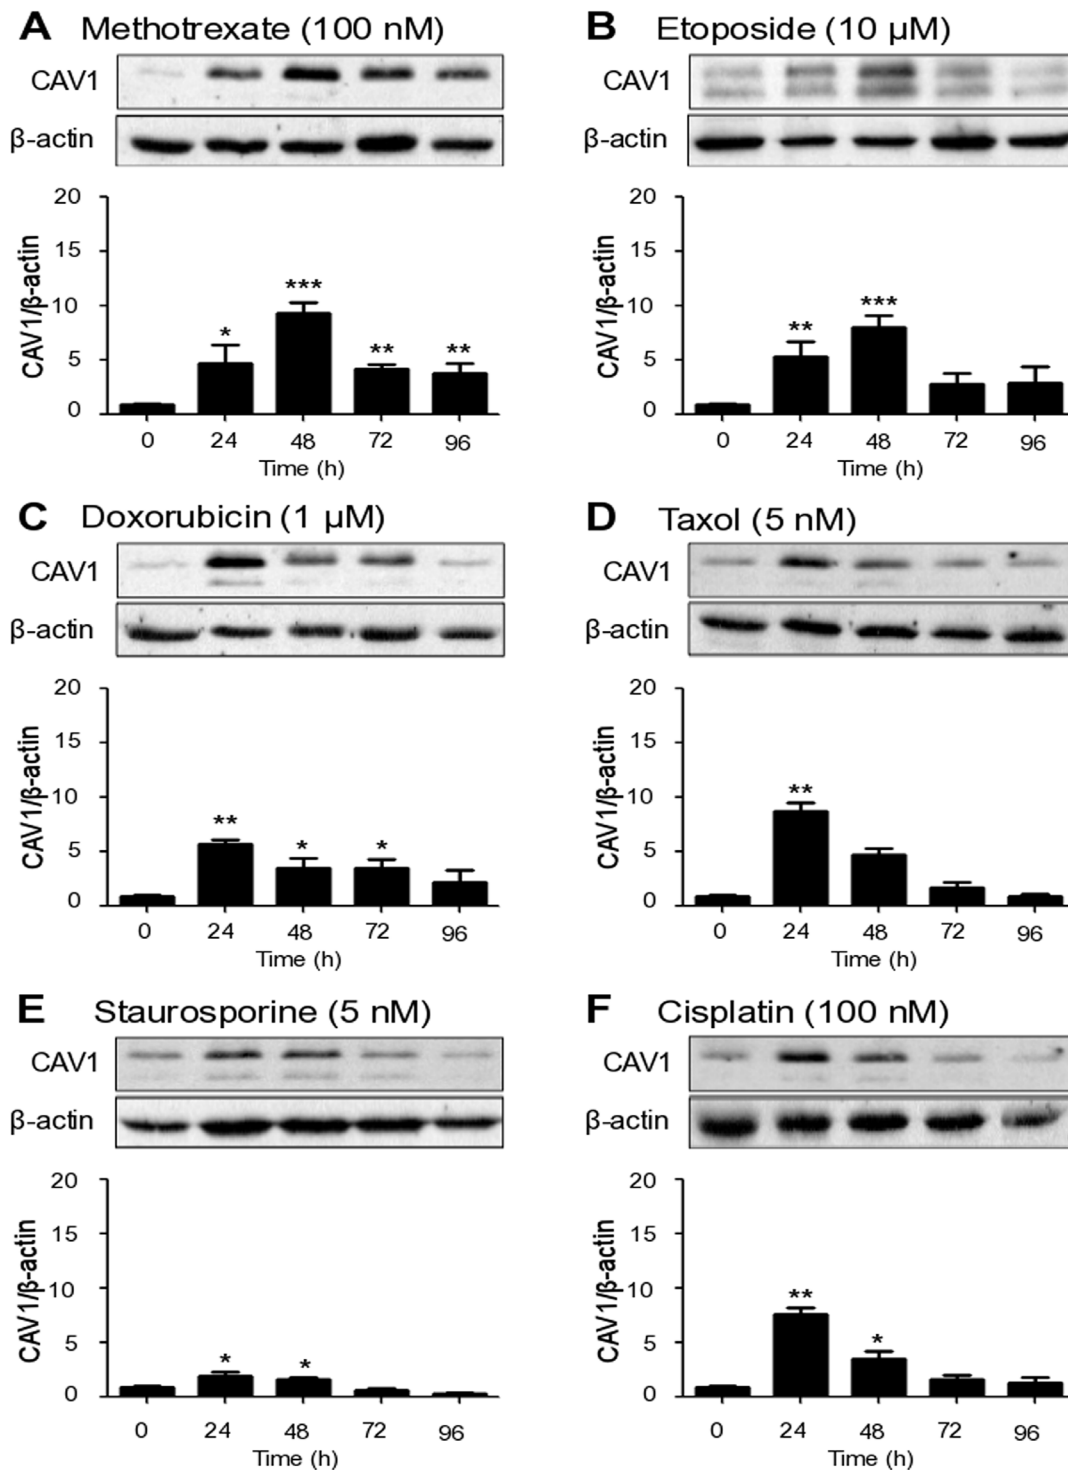 A Methotrexate (100 nM)
CAV1
β-actin
20
15
10
5
0
CAV1/β-actin
*
***
**
**
0 24 48 72 96
Time (h)
B Etoposide (10 µM)
CAV1
β-actin
20
15
10
5
0
CAV1/β-actin
**
***
0 24 48 72 96
Time (h)
C Doxorubicin (1 µM)
CAV1
β-actin
20
15
10
5
0
CAV1/β-actin
**
*
*
0 24 48 72 96
Time (h)
D Taxol (5 nM)
CAV1
β-actin
20
15
10
5
0
CAV1/β-actin
**
0 24 48 72 96
Time (h)
E Staurosporine (5 nM)
CAV1
β-actin
20
15
10
5
0
CAV1/β-actin
*
*
0 24 48 72 96
Time (h)
F Cisplatin (100 nM)
CAV1
β-actin
20
15
10
5
0
CAV1/β-actin
**
*
0 24 48 72 96
Time (h)